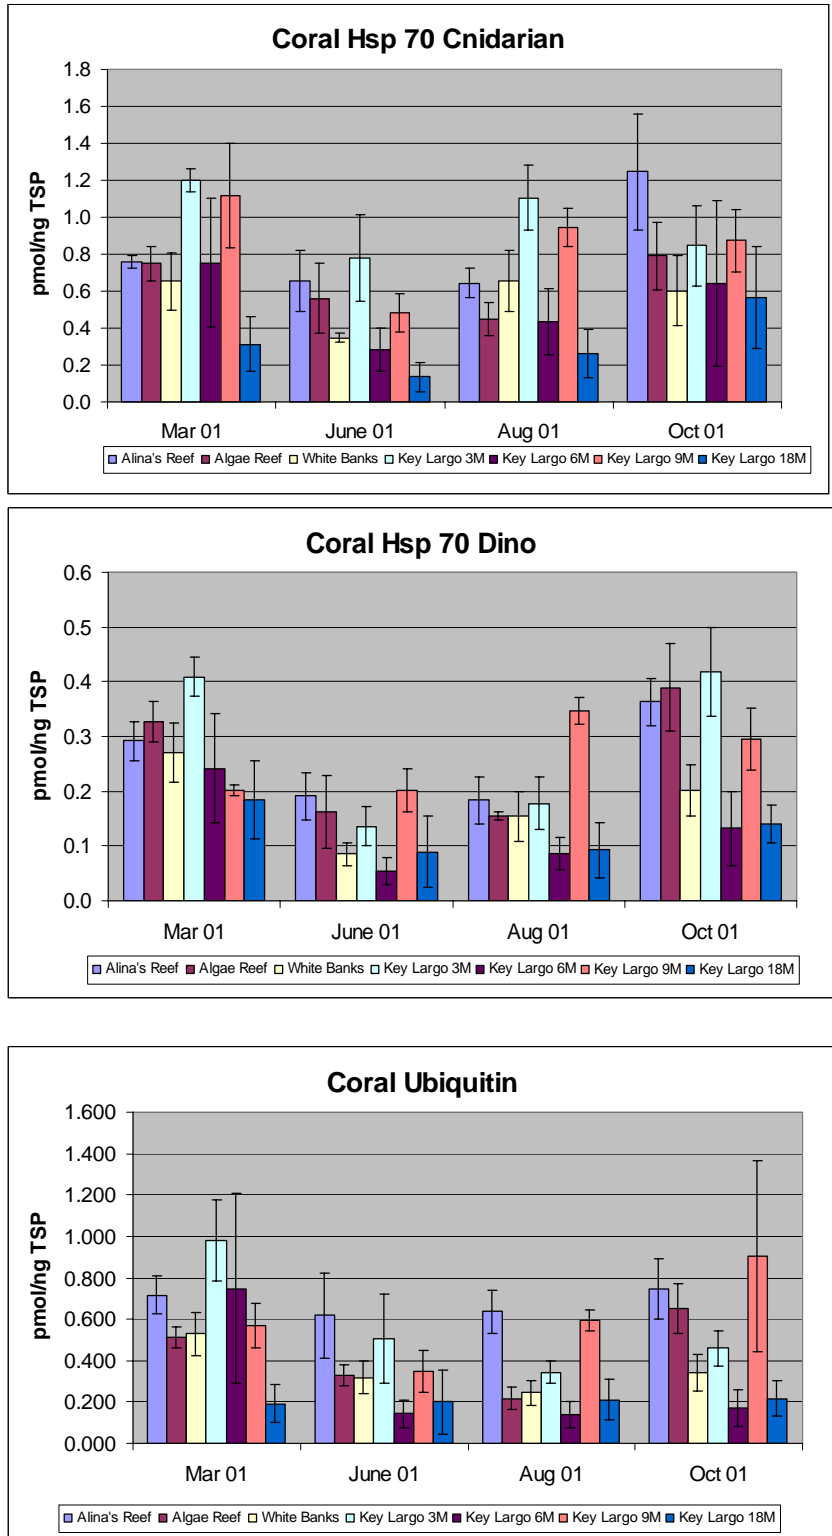 Coral Hsp 70 Cnidarian
pmol/ng TSP
1.8
1.6
1.4
1.2
1.0
0.8
0.6
0.4
0.2
0.0
Mar 01 June 01 Aug 01 Oct 01
Alina's Reef Algae Reef White Banks Key Largo 3M Key Largo 6M Key Largo 9M Key Largo 18M
Coral Hsp 70 Dino
pmol/ng TSP
0.6
0.5
0.4
0.3
0.2
0.1
0.0
Mar 01 June 01 Aug 01 Oct 01
Alina's Reef Algae Reef White Banks Key Largo 3M Key Largo 6M Key Largo 9M Key Largo 18M
Coral Ubiquitin
pmol/ng TSP
1.600
1.400
1.200
1.000
0.800
0.600
0.400
0.200
0.000
Mar 01 June 01 Aug 01 Oct 01
Alina's Reef Algae Reef White Banks Key Largo 3M Key Largo 6M Key Largo 9M Key Largo 18M